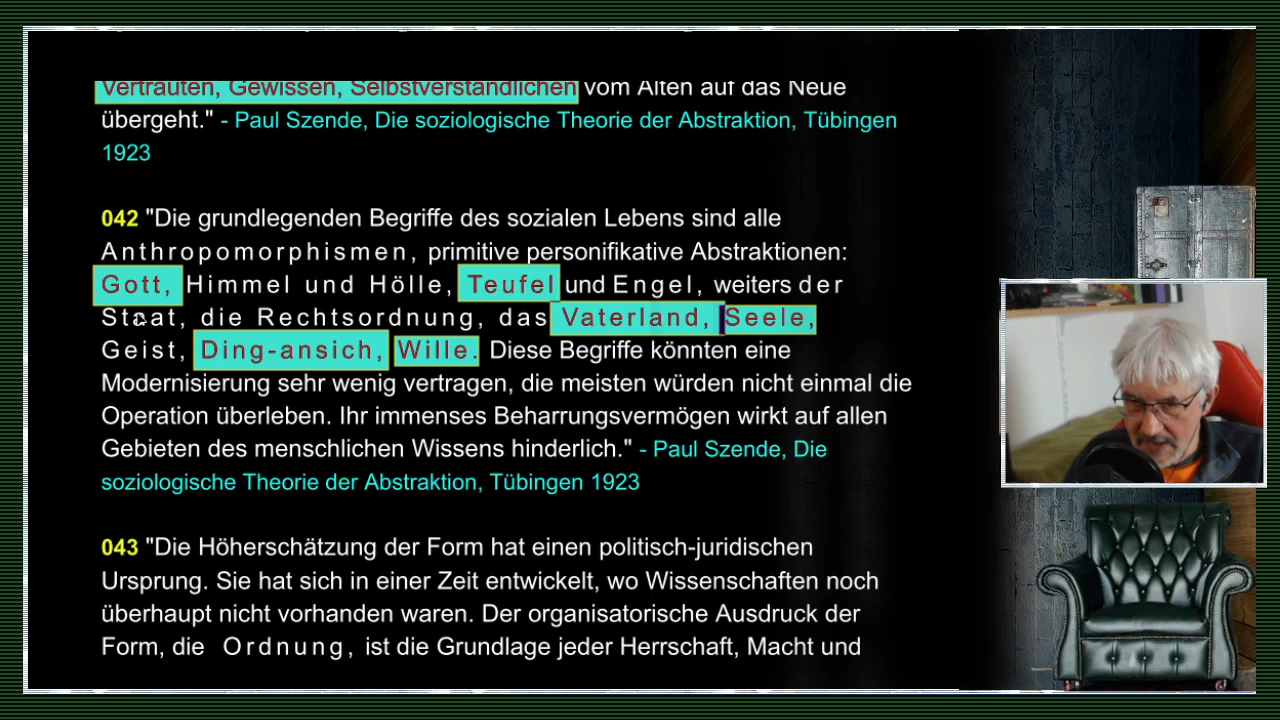 Vertrauten, Gewissen, Selbstverständlichen vom Alten auf das Neue
übergeht." - Paul Szende, Die soziologische Theorie der Abstraktion, Tübingen
1923
042 "Die grundlegenden Begriffe des sozialen Lebens sind alle
Anthropomorphismen, primitive personifikative Abstraktionen:
Gott, Himmel und Hölle, Teufel und Engel, weiters der
Staat, die Rechtsordnung, das Vaterland, Seele,
Geist, Ding-ansich, Wille. Diese Begriffe könnten eine
Modernisierung sehr wenig vertragen, die meisten würden nicht einmal die
Operation überleben. Ihr immenses Beharrungsvermögen wirkt auf allen
Gebieten des menschlichen Wissens hinderlich." - Paul Szende, Die
soziologische Theorie der Abstraktion, Tübingen 1923
043 "Die Höherschätzung der Form hat einen politisch-juridischen
Ursprung. Sie hat sich in einer Zeit entwickelt, wo Wissenschaften noch
überhaupt nicht vorhanden waren. Der organisatorische Ausdruck der
Form, die Ordnung, ist die Grundlage jeder Herrschaft, Macht und